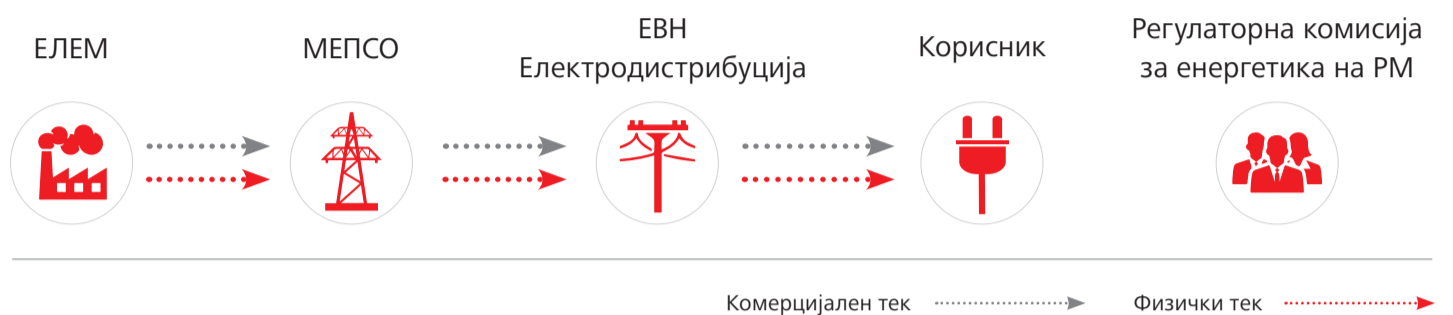 ЕЛЕМ
МЕПСО
ЕВН
Електродистрибуција
Корисник
Регулаторна комисија
за енергетика на РМ
Комерцијален тек
Физички тек